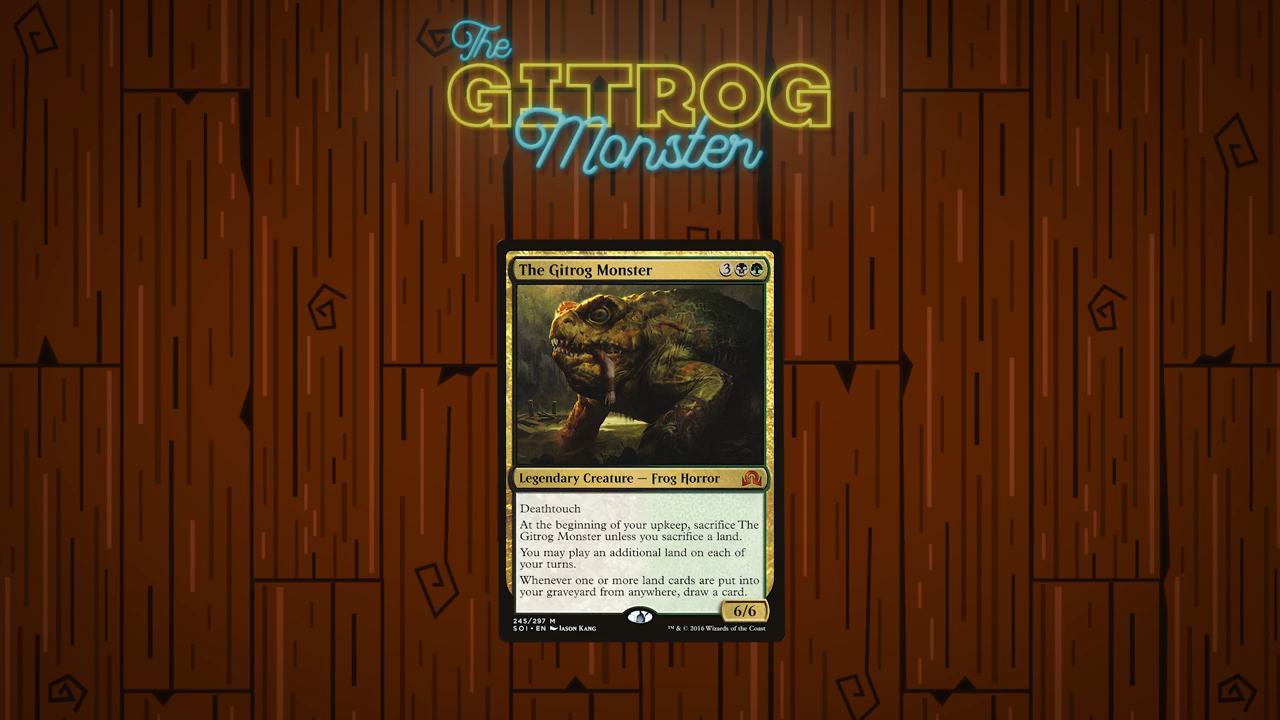 The
GITROG
Monster
The Gitrog Monster 3
Legendary Creature — Frog Horror
Deathtouch
At the beginning of your upkeep, sacrifice The
Gitrog Monster unless you sacrifice a land.
You may play an additional land on each of
your turns.
Whenever one or more land cards are put into
your graveyard from anywhere, draw a card.
6/6
245/297 M
SOI • EN Jason Kang
™ & © 2016 Wizards of the Coast